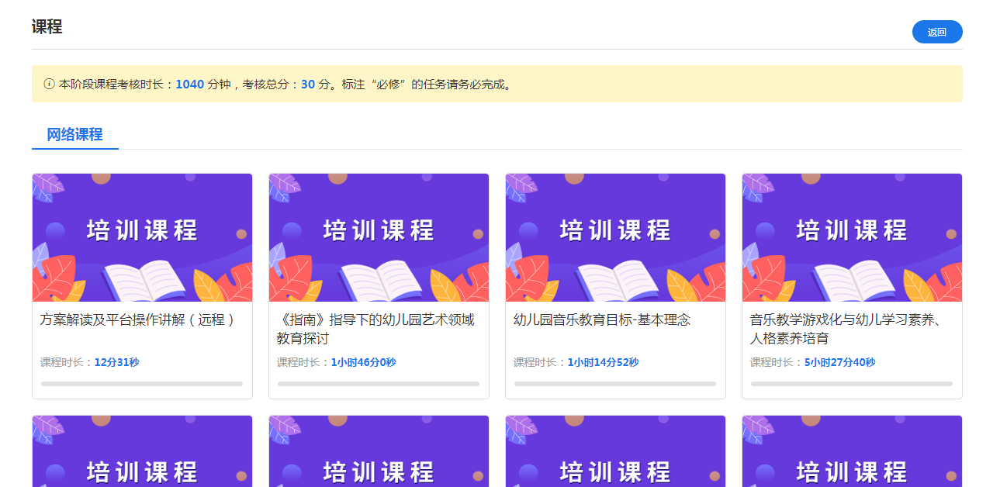 课程
返回
本阶段课程考核时长：1040 分钟，考核总分：30 分。标注“必修”的任务请务必完成。
网络课程
培训课程
培训课程
培训课程
培训课程
方案解读及平台操作讲解（远程）
课程时长：12分31秒
《指南》指导下的幼儿园艺术领域
教育探讨
课程时长：1小时46分0秒
幼儿园音乐教育目标-基本理念
课程时长：1小时14分52秒
音乐教学游戏化与幼儿学习素养、
人格素养培育
课程时长：5小时27分40秒
培训课程
培训课程
培训课程
培训课程